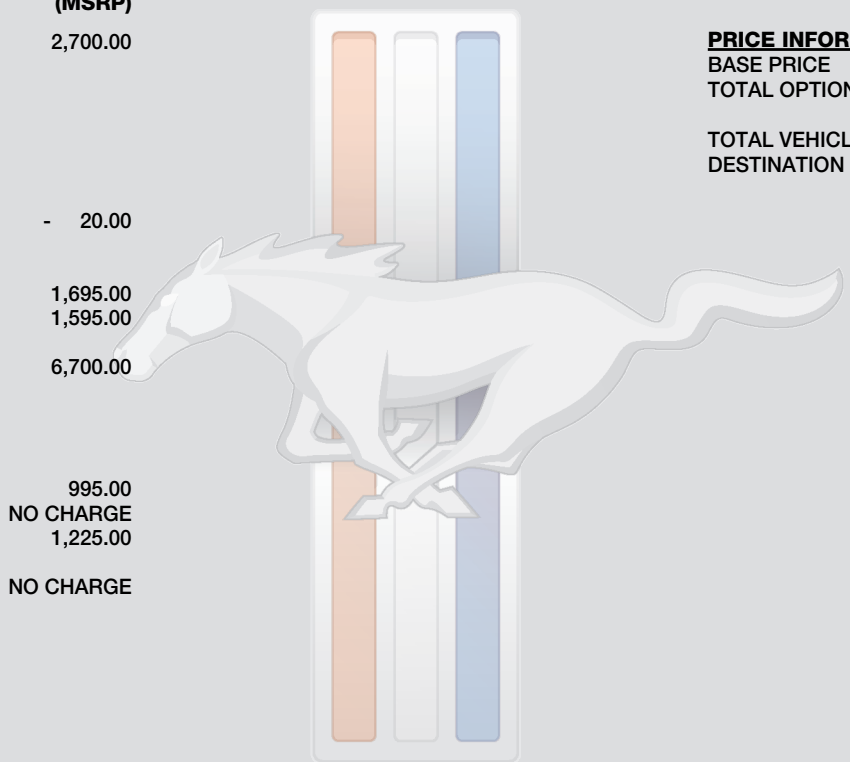 (MSRP)
2,700.00
- 20.00
1,695.00
1,595.00
6,700.00
995.00
NO CHARGE
1,225.00
NO CHARGE
PRICE INFOR
BASE PRICE
TOTAL OPTION
TOTAL VEHICL
DESTINATION